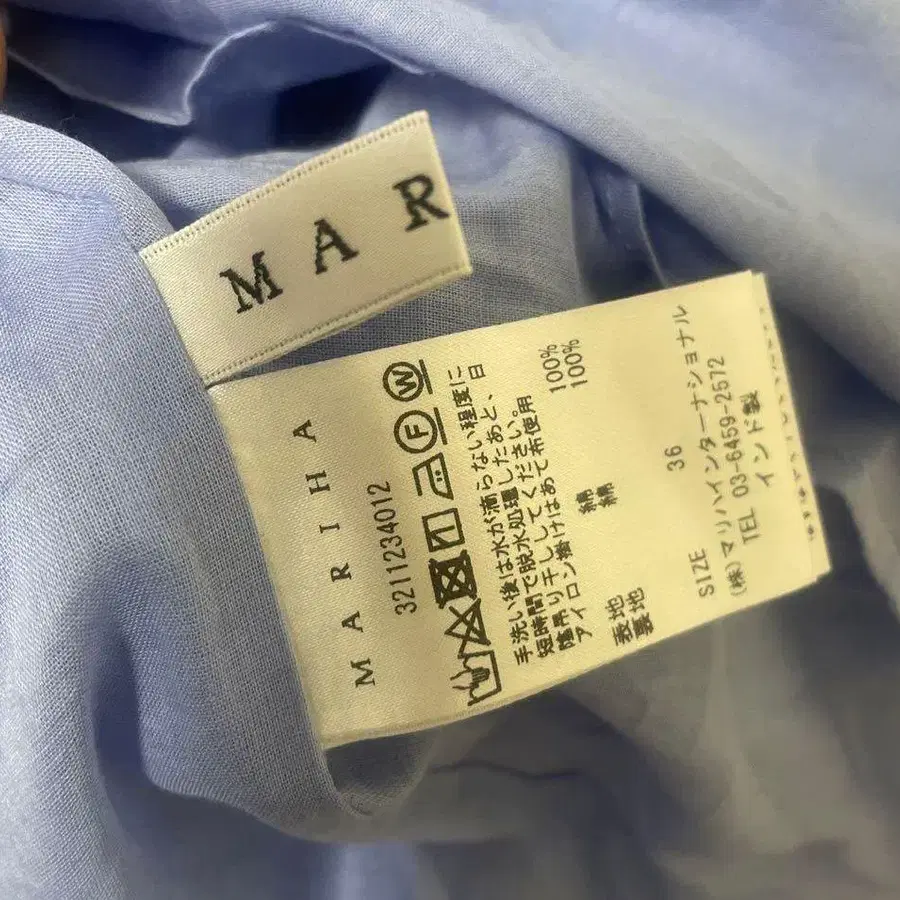 MAR
MARIHA
3211234012
手洗い後は水が滴らない程度に
短時間で脱水処理したあと、日
陰吊り干ししてください。
アイロン掛けはあて布使用
表地 綿 100%
裏地 綿 100%
SIZE 36
(株)マリハインターナショナル
TEL 03-6459-2572
インド製